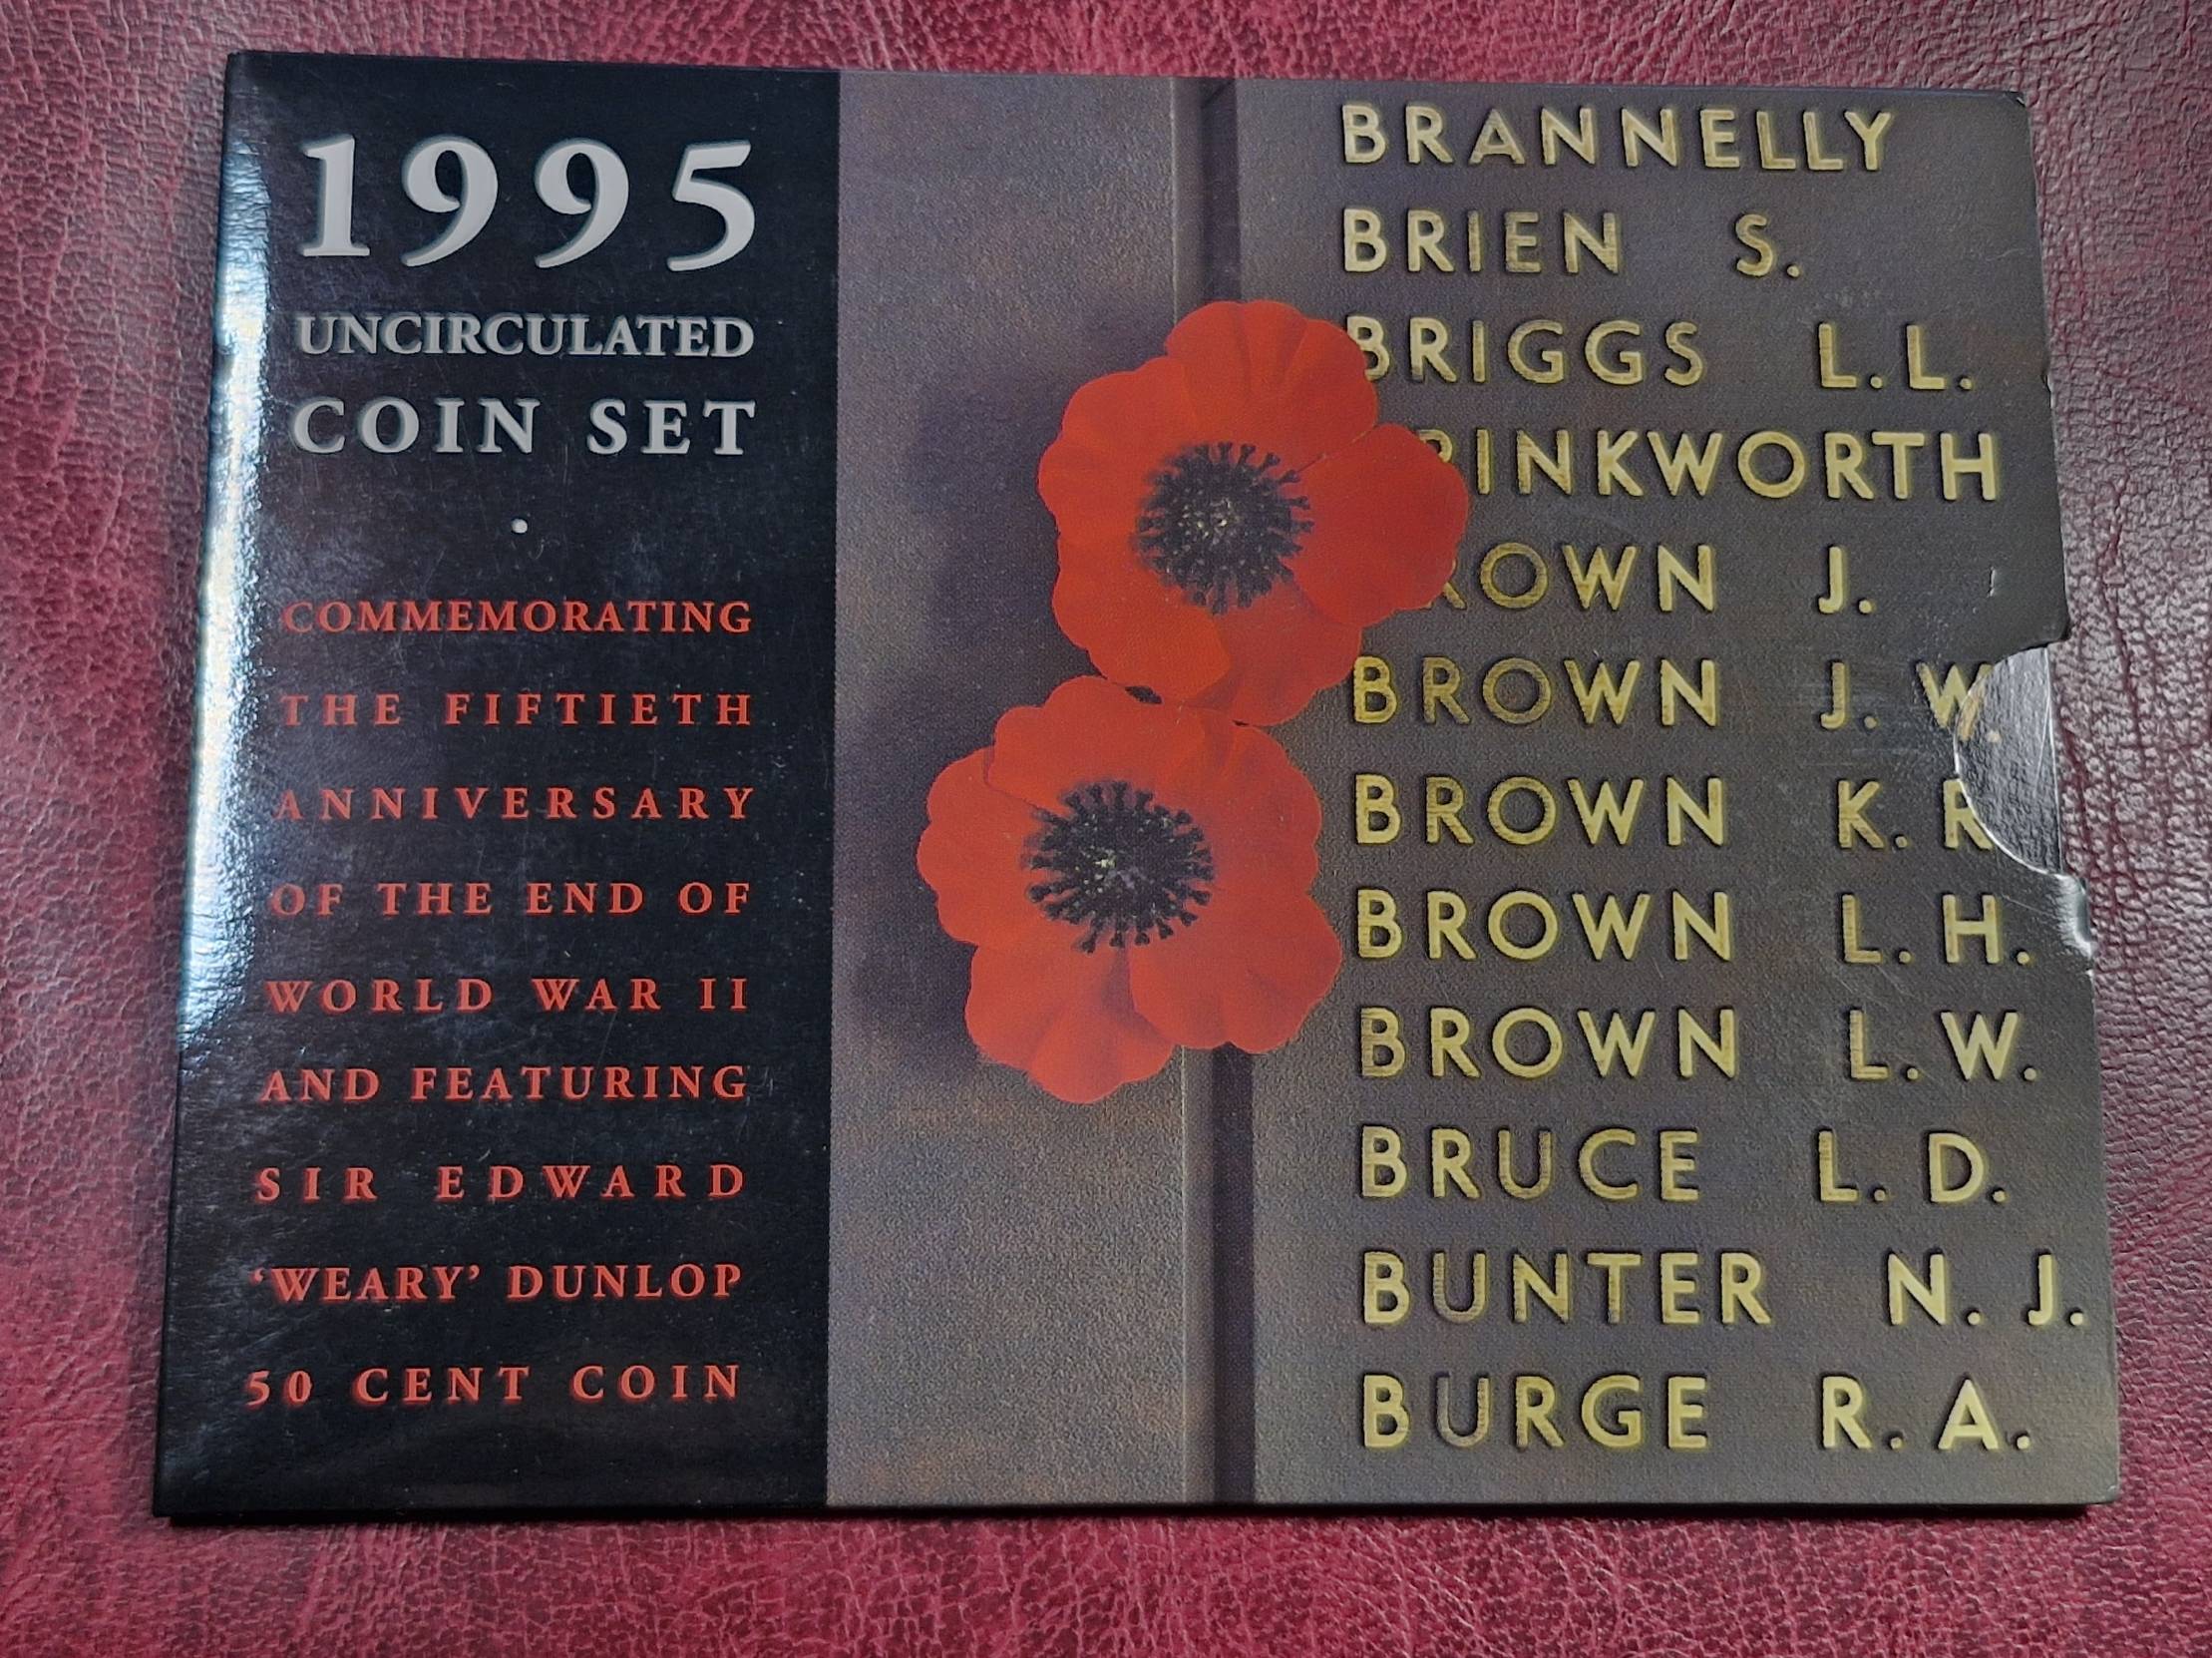 1995
UNCIRCULATED
COIN SET
COMMEMORATING
THE FIFTIETH
ANNIVERSARY
OF THE END OF
WORLD WAR II
AND FEATURING
SIR EDWARD
'WEARY' DUNLOP
50 CENT COIN
BRANNELLY
BRIEN S.
BRIGGS L.L.
RINKWORTH
ROWN J.
BROWN J. W.
BROWN K. R
BROWN L. H.
BROWN L. W.
BRUCE L. D.
BUNTER N. J.
BURGE R. A.